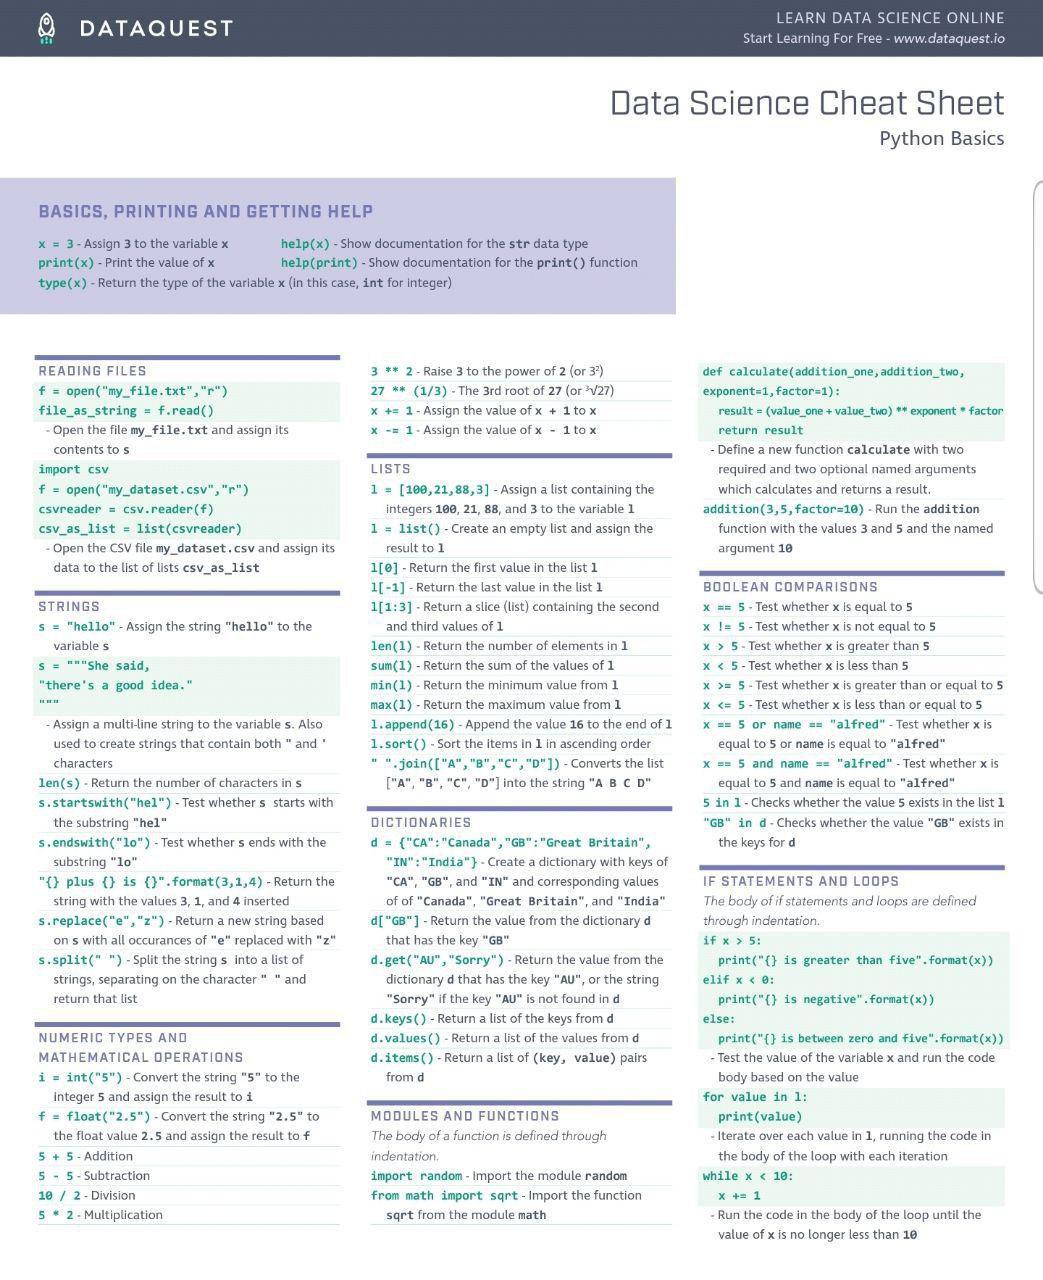 DATAQUEST
LEARN DATA SCIENCE ONLINE
Start Learning For Free - www.dataquest.io
Data Science Cheat Sheet
Python Basics
BASICS, PRINTING AND GETTING HELP
x = 3 - Assign 3 to the variable x
print(x) - Print the value of x
type(x) - Return the type of the variable x (in this case, int for integer)
help(x) - Show documentation for the str data type
help(print) - Show documentation for the print() function
READING FILES
f = open("my_file.txt","r")
file_as_string = f.read()
- Open the file my_file.txt and assign its
contents to s
import csv
f = open("my_dataset.csv","r")
csvreader = csv.reader(f)
csv_as_list = list(csvreader)
- Open the CSV file my_dataset.csv and assign its
data to the list of lists csv_as_list
STRINGS
s = "hello" - Assign the string "hello" to the
variable s
s = """She said,
"there's a good idea."
"""
- Assign a multi-line string to the variable s. Also
used to create strings that contain both " and '
characters
len(s) - Return the number of characters in s
s.startswith("hel") - Test whether s starts with
the substring "hel"
s.endswith("lo") - Test whether s ends with the
substring "lo"
"{} plus {} is {}".format(3,1,4) - Return the
string with the values 3, 1, and 4 inserted
s.replace("e","z") - Return a new string based
on s with all occurances of "e" replaced with "z"
s.split(" ") - Split the string s into a list of
strings, separating on the character " " and
return that list
NUMERIC TYPES AND
MATHEMATICAL OPERATIONS
i = int("5") - Convert the string "5" to the
integer 5 and assign the result to i
f = float("2.5") - Convert the string "2.5" to
the float value 2.5 and assign the result to f
5 + 5 - Addition
5 - 5 - Subtraction
10 / 2 - Division
5 * 2 - Multiplication
3 ** 2 - Raise 3 to the power of 2 (or 3²)
27 ** (1/3) - The 3rd root of 27 (or ³√27)
x += 1 - Assign the value of x + 1 to x
x -= 1 - Assign the value of x - 1 to x
LISTS
l = [100,21,88,3] - Assign a list containing the
integers 100, 21, 88, and 3 to the variable l
l = list() - Create an empty list and assign the
result to l
l[0] - Return the first value in the list l
l[-1] - Return the last value in the list l
l[1:3] - Return a slice (list) containing the second
and third values of l
len(l) - Return the number of elements in l
sum(l) - Return the sum of the values of l
min(l) - Return the minimum value from l
max(l) - Return the maximum value from l
l.append(16) - Append the value 16 to the end of l
l.sort() - Sort the items in l in ascending order
" ".join(["A","B","C","D"]) - Converts the list
["A", "B", "C", "D"] into the string "A B C D"
DICTIONARIES
d = {"CA":"Canada","GB":"Great Britain",
"IN":"India"} - Create a dictionary with keys of
"CA", "GB", and "IN" and corresponding values
of of "Canada", "Great Britain", and "India"
d["GB"] - Return the value from the dictionary d
that has the key "GB"
d.get("AU","Sorry") - Return the value from the
dictionary d that has the key "AU", or the string
"Sorry" if the key "AU" is not found in d
d.keys() - Return a list of the keys from d
d.values() - Return a list of the values from d
d.items() - Return a list of (key, value) pairs
from d
MODULES AND FUNCTIONS
The body of a function is defined through
indentation.
import random - Import the module random
from math import sqrt - Import the function
sqrt from the module math
def calculate(addition_one,addition_two,
exponent=1,factor=1):
result = (value_one + value_two) ** exponent * factor
return result
- Define a new function calculate with two
required and two optional named arguments
which calculates and returns a result.
addition(3,5,factor=10) - Run the addition
function with the values 3 and 5 and the named
argument 10
BOOLEAN COMPARISONS
x == 5 - Test whether x is equal to 5
x != 5 - Test whether x is not equal to 5
x > 5 - Test whether x is greater than 5
x < 5 - Test whether x is less than 5
x >= 5 - Test whether x is greater than or equal to 5
x <= 5 - Test whether x is less than or equal to 5
x == 5 or name == "alfred" - Test whether x is
equal to 5 or name is equal to "alfred"
x == 5 and name == "alfred" - Test whether x is
equal to 5 and name is equal to "alfred"
5 in l - Checks whether the value 5 exists in the list l
"GB" in d - Checks whether the value "GB" exists in
the keys for d
IF STATEMENTS AND LOOPS
The body of if statements and loops are defined
through indentation.
if x > 5:
print("{} is greater than five".format(x))
elif x < 0:
print("{} is negative".format(x))
else:
print("{} is between zero and five".format(x))
- Test the value of the variable x and run the code
body based on the value
for value in l:
print(value)
- Iterate over each value in l, running the code in
the body of the loop with each iteration
while x < 10:
x += 1
- Run the code in the body of the loop until the
value of x is no longer less than 10